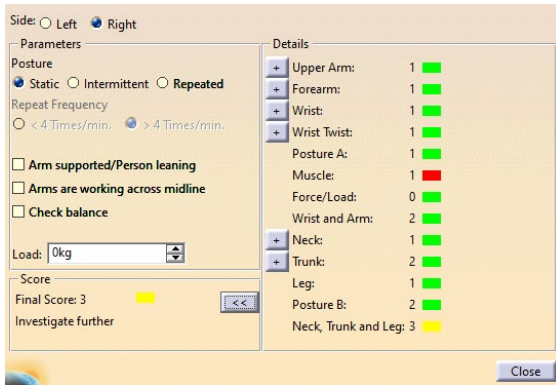 Side: Left Right
Parameters
Posture
Static Intermittent Repeated
Repeat Frequency
< 4 Times/min. > 4 Times/min.
Arm supported/Person leaning
Arms are working across midline
Check balance
Load: 0kg
Score
Final Score: 3
<<
Investigate further
Details
+ Upper Arm: 1
+ Forearm: 1
+ Wrist: 1
+ Wrist Twist: 1
Posture A: 1
Muscle: 1
Force/Load: 0
Wrist and Arm: 2
+ Neck: 1
+ Trunk: 2
Leg: 1
Posture B: 2
Neck, Trunk and Leg: 3
Close